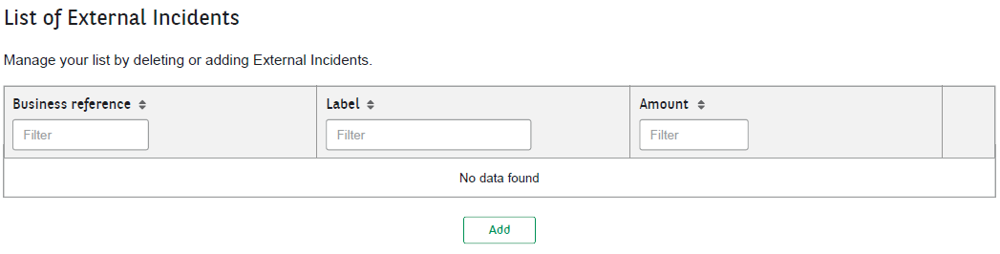 List of External Incidents
Manage your list by deleting or adding External Incidents.
Business reference Label Amount
Filter Filter Filter
No data found
Add